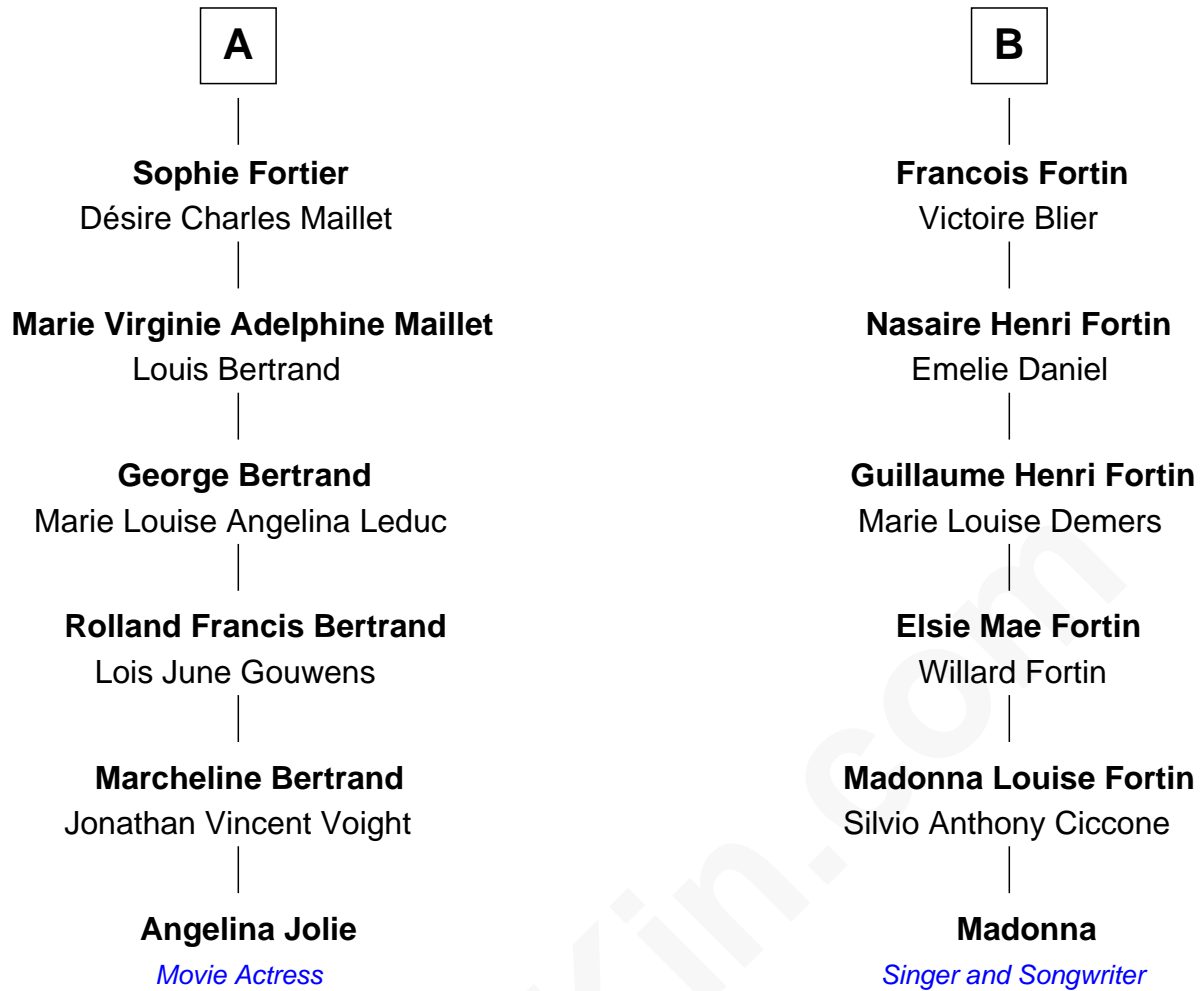 A
Sophie Fortier
Désire Charles Maillet
Marie Virginie Adelphine Maillet
Louis Bertrand
George Bertrand
Marie Louise Angelina Leduc
Rolland Francis Bertrand
Lois June Gouwens
Marcheline Bertrand
Jonathan Vincent Voight
Angelina Jolie
Movie Actress
B
Francois Fortin
Victoire Blier
Nasaire Henri Fortin
Emelie Daniel
Guillaume Henri Fortin
Marie Louise Demers
Elsie Mae Fortin
Willard Fortin
Madonna Louise Fortin
Silvio Anthony Ciccone
Madonna
Singer and Songwriter
Kin.com